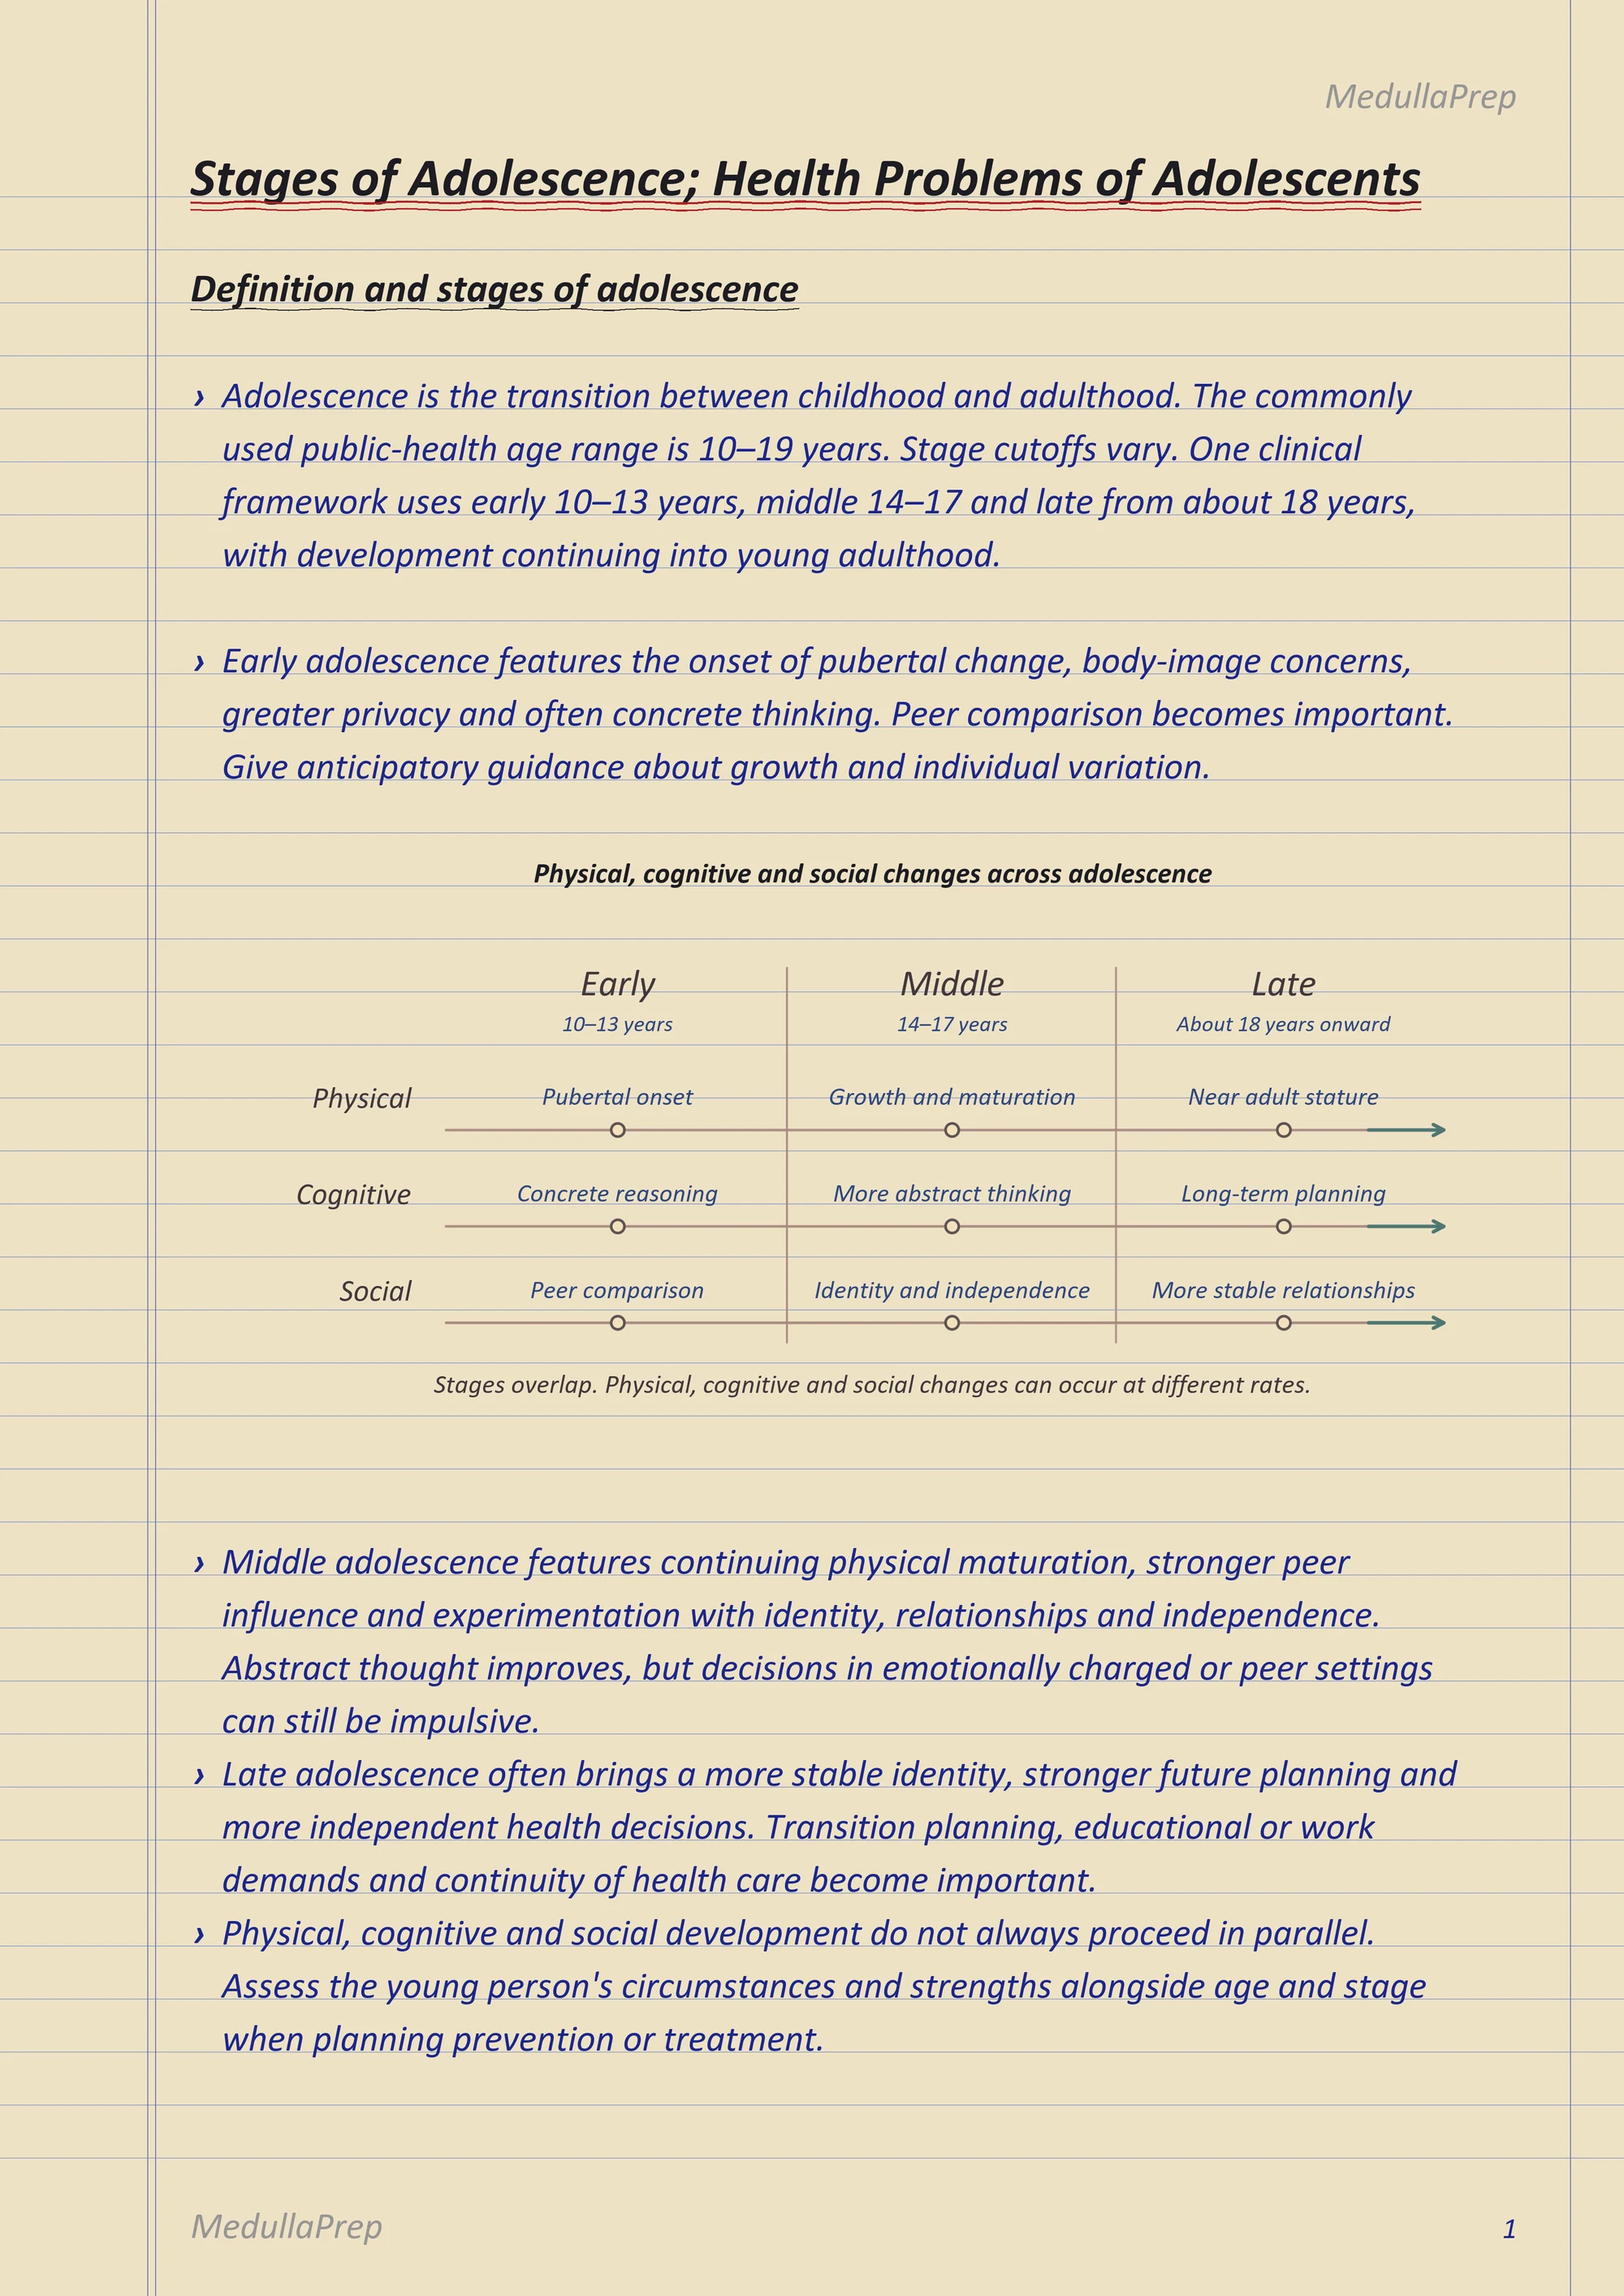 MedullaPrep
Stages of Adolescence; Health Problems of Adolescents
Definition and stages of adolescence
› Adolescence is the transition between childhood and adulthood. The commonly
used public-health age range is 10–19 years. Stage cutoffs vary. One clinical
framework uses early 10–13 years, middle 14–17 and late from about 18 years,
with development continuing into young adulthood.
› Early adolescence features the onset of pubertal change, body-image concerns,
greater privacy and often concrete thinking. Peer comparison becomes important.
Give anticipatory guidance about growth and individual variation.
Physical, cognitive and social changes across adolescence
Early Middle Late
10–13 years 14–17 years About 18 years onward
Physical Pubertal onset Growth and maturation Near adult stature
Cognitive Concrete reasoning More abstract thinking Long-term planning
Social Peer comparison Identity and independence More stable relationships
Stages overlap. Physical, cognitive and social changes can occur at different rates.
› Middle adolescence features continuing physical maturation, stronger peer
influence and experimentation with identity, relationships and independence.
Abstract thought improves, but decisions in emotionally charged or peer settings
can still be impulsive.
› Late adolescence often brings a more stable identity, stronger future planning and
more independent health decisions. Transition planning, educational or work
demands and continuity of health care become important.
› Physical, cognitive and social development do not always proceed in parallel.
Assess the young person's circumstances and strengths alongside age and stage
when planning prevention or treatment.
MedullaPrep 1